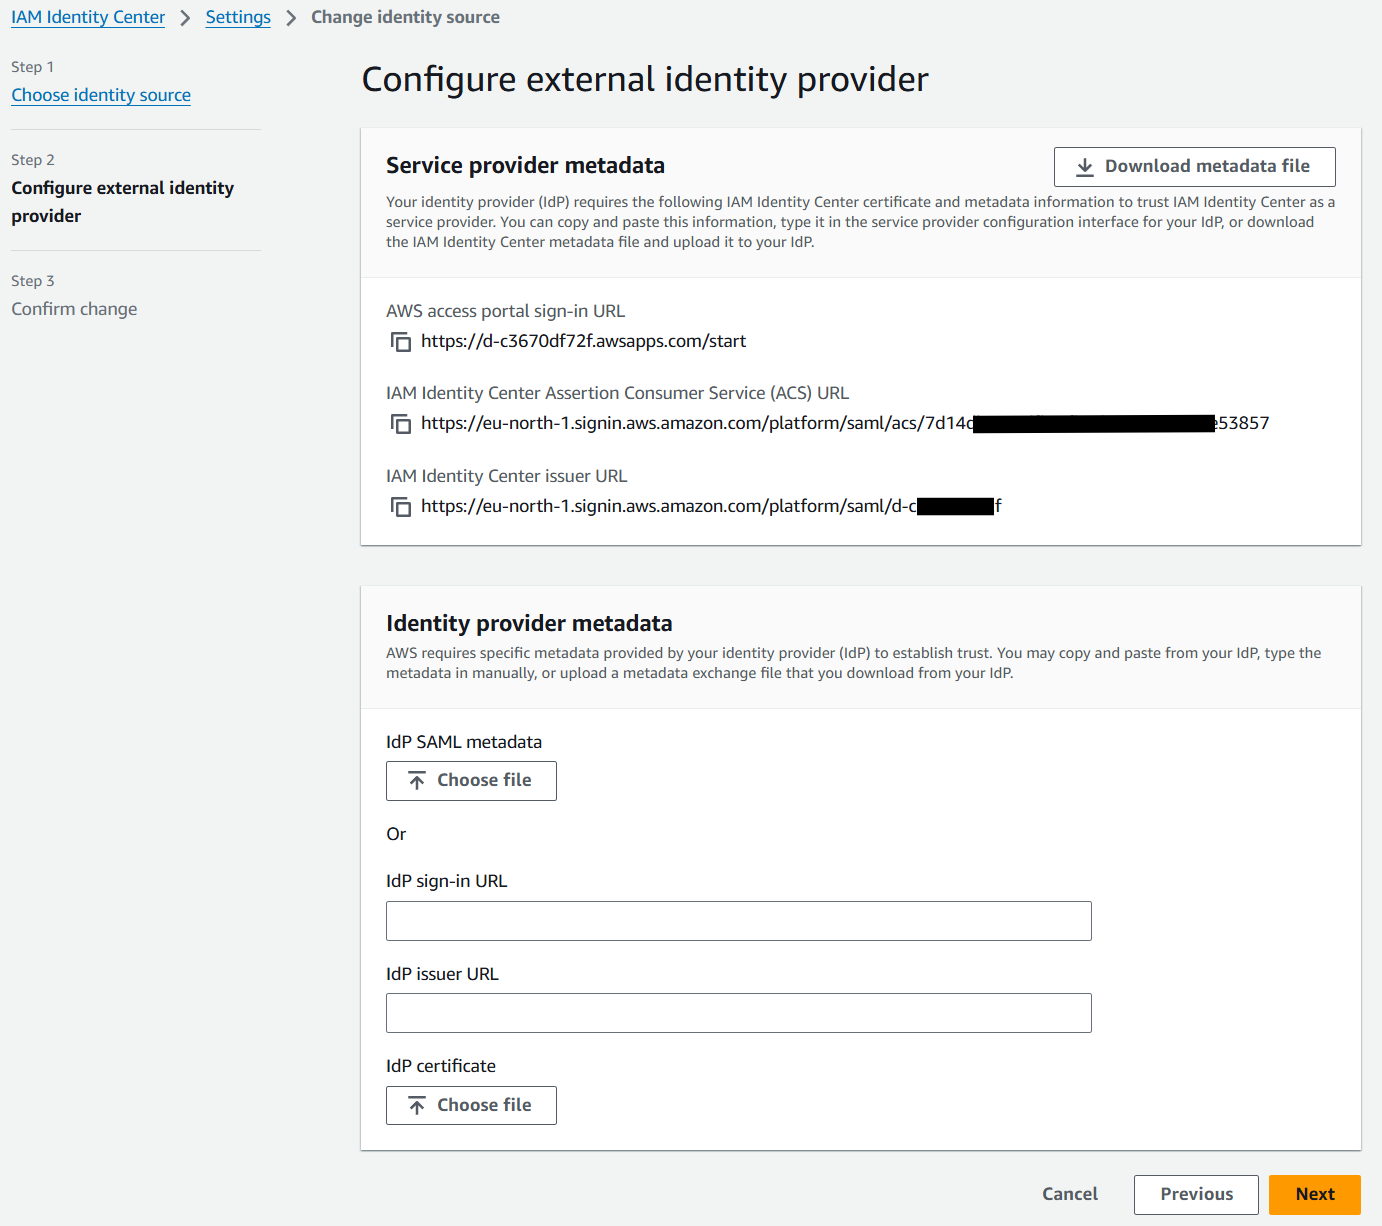 IAM Identity Center > Settings > Change identity source
Step 1
Choose identity source
Step 2
Configure external identity
provider
Step 3
Confirm change
Configure external identity provider
Service provider metadata
Download metadata file
Your identity provider (IdP) requires the following IAM Identity Center certificate and metadata information to trust IAM Identity Center as a
service provider. You can copy and paste this information, type it in the service provider configuration interface for your IdP, or download
the IAM Identity Center metadata file and upload it to your IdP.
AWS access portal sign-in URL
https://d-c3670df72f.awsapps.com/start
IAM Identity Center Assertion Consumer Service (ACS) URL
https://eu-north-1.signin.aws.amazon.com/platform/saml/acs/7d14 e53857
IAM Identity Center issuer URL
https://eu-north-1.signin.aws.amazon.com/platform/saml/d-c f
Identity provider metadata
AWS requires specific metadata provided by your identity provider (IdP) to establish trust. You may copy and paste from your IdP, type the
metadata in manually, or upload a metadata exchange file that you download from your IdP.
IdP SAML metadata
Choose file
Or
IdP sign-in URL
IdP issuer URL
IdP certificate
Choose file
Cancel
Previous
Next